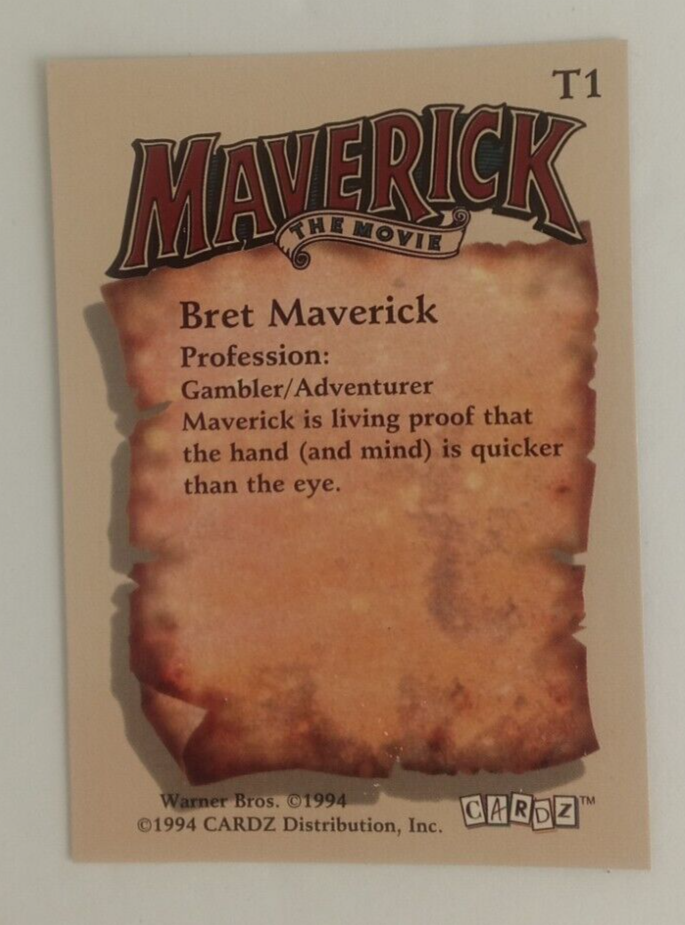 T1
MAVERICK
THE MOVIE
Bret Maverick
Profession:
Gambler/Adventurer
Maverick is living proof that
the hand (and mind) is quicker
than the eye.
Warner Bros. ©1994
©1994 CARDZ Distribution, Inc.
CARDZ™